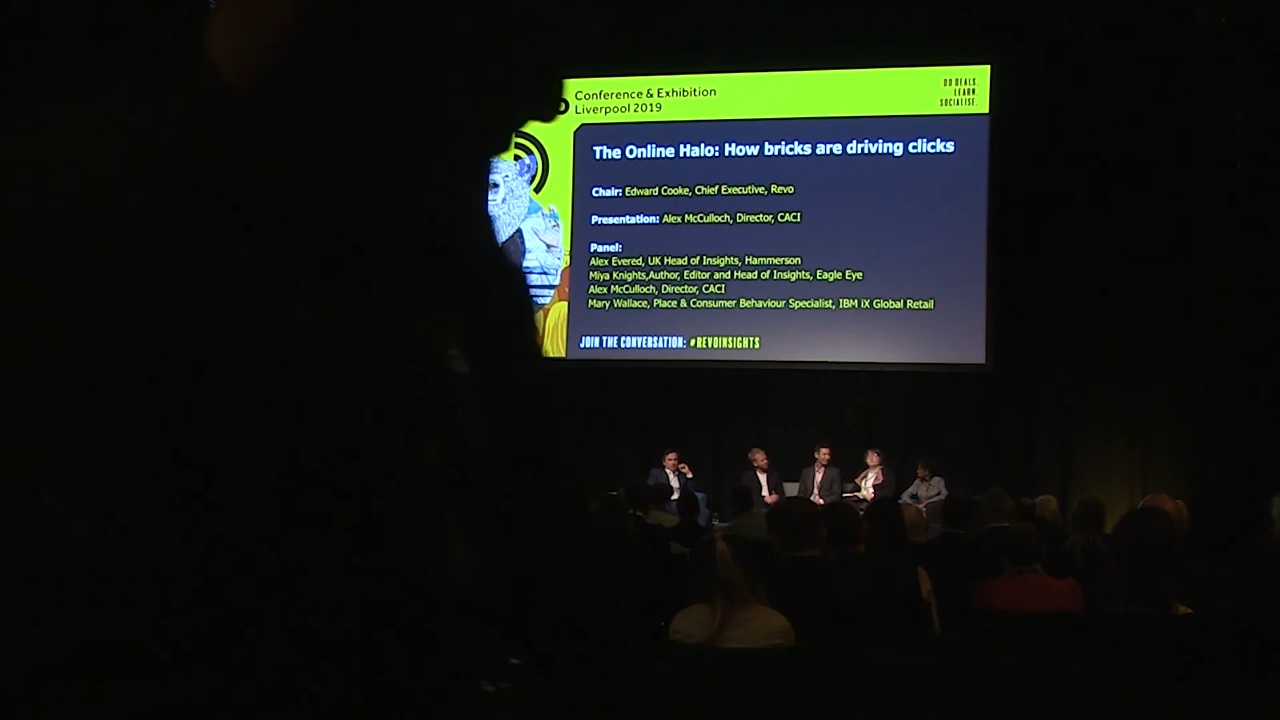 Conference & Exhibition
Liverpool 2019
DO DEALS.
LEARN.
SOCIALISE.
The Online Halo: How bricks are driving clicks
Chair: Edward Cooke, Chief Executive, Revo
Presentation: Alex McCulloch, Director, CACI
Panel:
Alex Evered, UK Head of Insights, Hammerson
Miya Knights,Author, Editor and Head of Insights, Eagle Eye
Alex McCulloch, Director, CACI
Mary Wallace, Place & Consumer Behaviour Specialist, IBM iX Global Retail
JOIN THE CONVERSATION: #REVOINSIGHTS